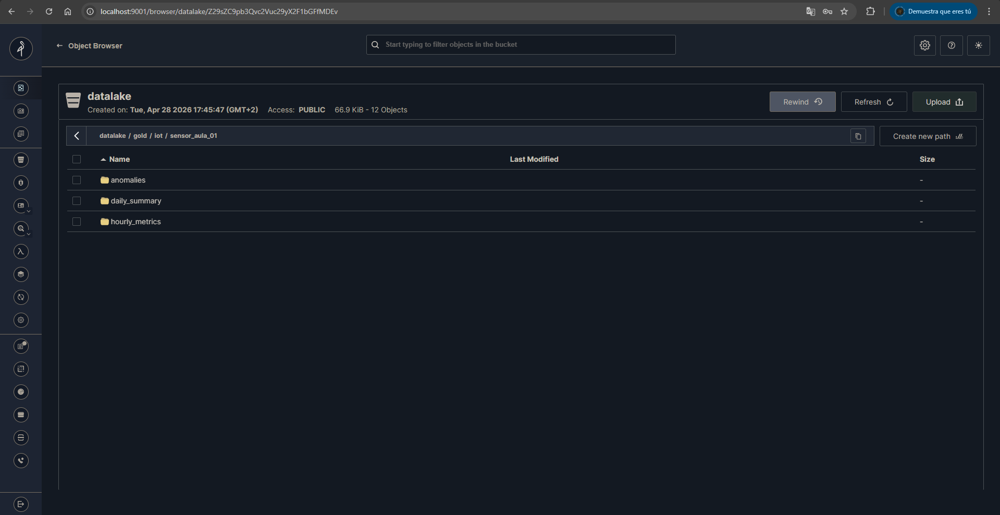 localhost:9001/browser/datalake/Z29sZC9pb3Qvc2Vuc29yX2F1bGFfMDEv
Demuestra que eres tú
Object Browser
Start typing to filter objects in the bucket
datalake
Created on: Tue, Apr 28 2026 17:45:47 (GMT+2) Access: PUBLIC 66.9 KiB - 12 Objects
Rewind
Refresh
Upload
datalake / gold / iot / sensor_aula_01
Create new path
Name Last Modified Size
anomalies -
daily_summary -
hourly_metrics -